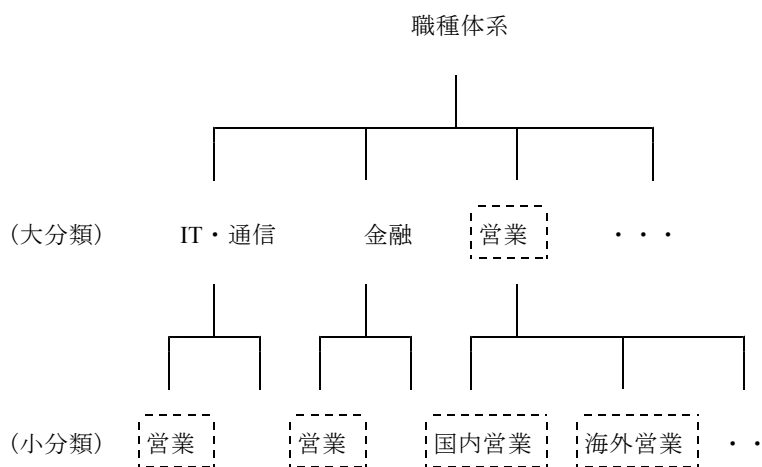 職種体系
(大分類) IT・通信 金融 営業 ・・・
(小分類) 営業 営業 国内営業 海外営業 ・・